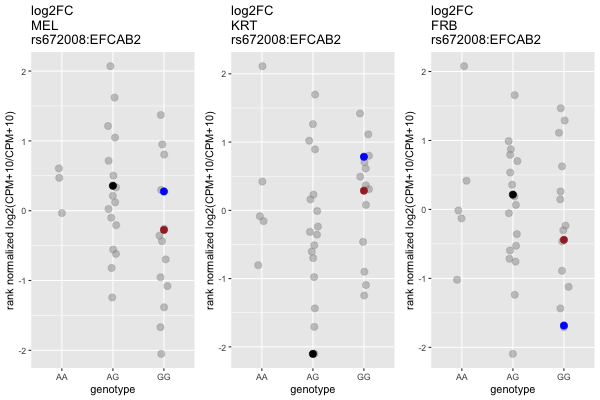 log2FC
MEL
rs672008:EFCAB2
rank normalized log2(CPM+10/CPM+10)
2
1
0
-1
-2
AA
AG
GG
genotype
log2FC
KRT
rs672008:EFCAB2
rank normalized log2(CPM+10/CPM+10)
2
1
0
-1
-2
AA
AG
GG
genotype
log2FC
FRB
rs672008:EFCAB2
rank normalized log2(CPM+10/CPM+10)
2
1
0
-1
-2
AA
AG
GG
genotype